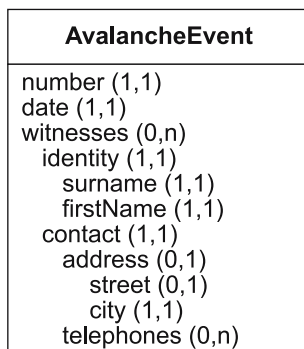 AvalancheEvent
number (1,1)
date (1,1)
witnesses (0,n)
identity (1,1)
surname (1,1)
firstName (1,1)
contact (1,1)
address (0,1)
street (0,1)
city (1,1)
telephones (0,n)